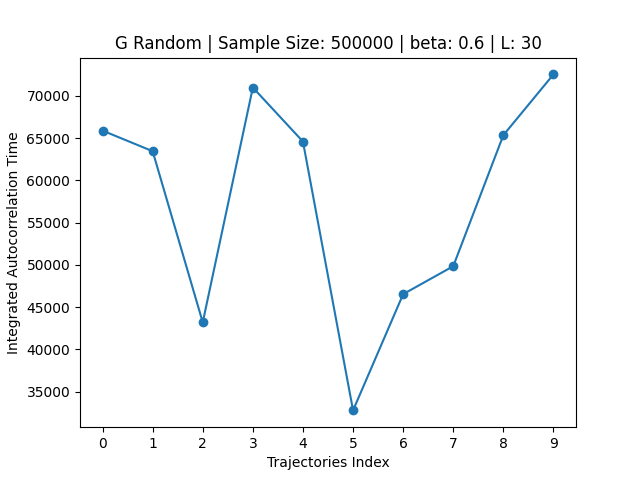 G Random | Sample Size: 500000 | beta: 0.6 | L: 30
Integrated Autocorrelation Time
70000
65000
60000
55000
50000
45000
40000
35000
0 1 2 3 4 5 6 7 8 9
Trajectories Index